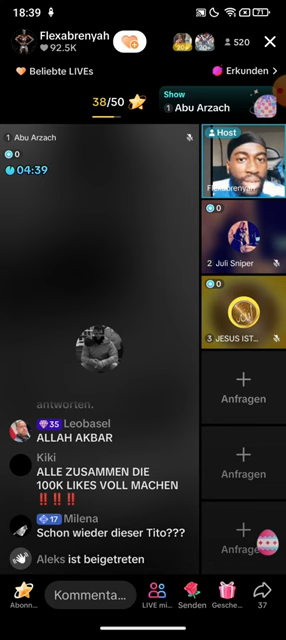 18:39
71
Flexabrenyah
92.5K
520
Beliebte LIVEs
Erkunden >
38/50
Show
1 Abu Arzach
1 Abu Arzach
0
04:39
Host
Flexabrenyah
0
2 Juli Sniper
0
3 JESUS IST...
Anfragen
Anfragen
Anfragen
antworten.
35 Leobasel
ALLAH AKBAR
Kiki
ALLE ZUSAMMEN DIE
100K LIKES VOLL MACHEN
‼️‼️‼️
17 Milena
Schon wieder dieser Tito???
Aleks ist beigetreten
Kommenta...
Abonn...
LIVE mi...
Senden
Gesche...
37